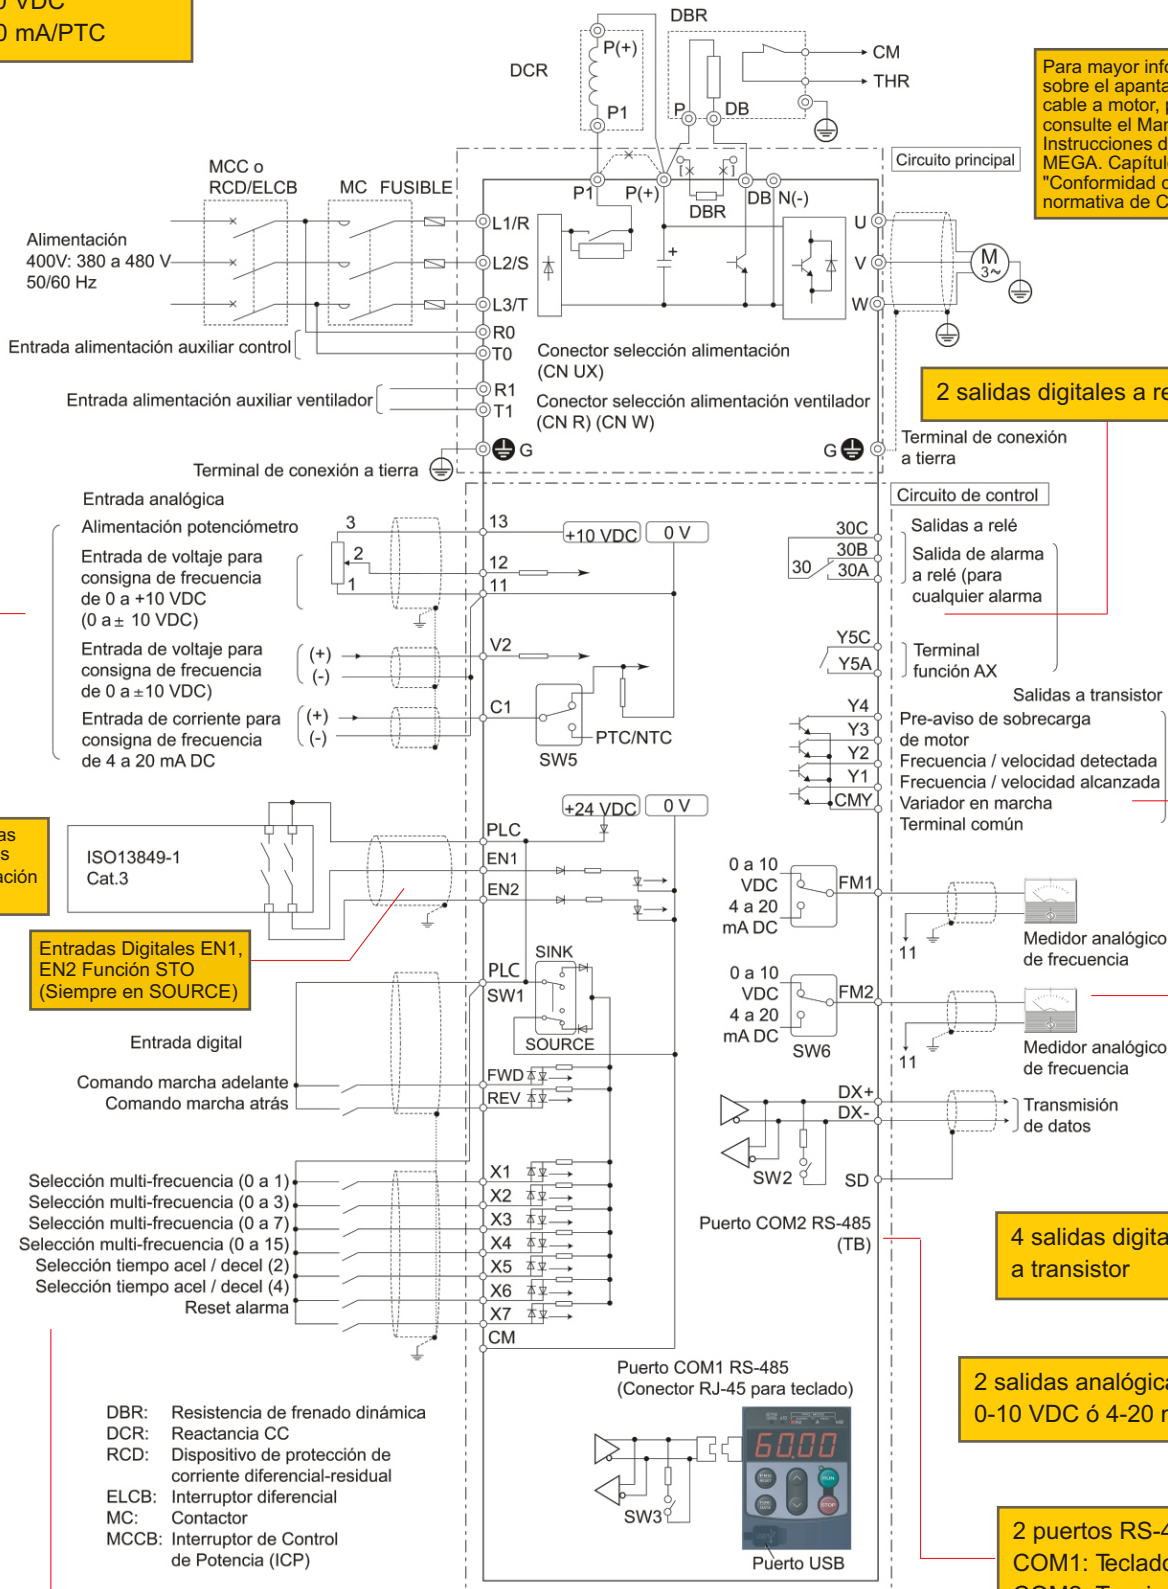 0 VDC
0 mA/PTC
DBR
P(+)
CM
DCR
THR
P1
P
DB
Para mayor info
sobre el apanta
cable a motor, p
consulte el Mar
Instrucciones d
MEGA. Capítul
"Conformidad c
normativa de C
MCC o
RCD/ELCB
MC
FUSIBLE
P1
P(+)
DBR
DB
N(-)
Circuito principal
Alimentación
400V: 380 a 480 V
50/60 Hz
L1/R
L2/S
L3/T
U
V
W
M
3~
R0
T0
Entrada alimentación auxiliar control
Conector selección alimentación
(CN UX)
R1
T1
Entrada alimentación auxiliar ventilador
Conector selección alimentación ventilador
(CN R) (CN W)
2 salidas digitales a re
G
G
Terminal de conexión a tierra
Terminal de conexión
a tierra
Entrada analógica
Circuito de control
Alimentación potenciómetro
3
13
+10 VDC
0 V
Entrada de voltaje para
consigna de frecuencia
de 0 a +10 VDC
(0 a ± 10 VDC)
2
1
12
11
30C
30B
30A
30
Salidas a relé
Salida de alarma
a relé (para
cualquier alarma
Entrada de voltaje para
consigna de frecuencia
de 0 a ±10 VDC)
(+)
(-)
V2
Y5C
Y5A
Terminal
función AX
Entrada de corriente para
consigna de frecuencia
de 4 a 20 mA DC
(+)
(-)
C1
PTC/NTC
SW5
Salidas a transistor
Y4
Y3
Y2
Y1
CMY
Pre-aviso de sobrecarga
de motor
Frecuencia / velocidad detectada
Frecuencia / velocidad alcanzada
Variador en marcha
Terminal común
+24 VDC
0 V
as
s
ación
ISO13849-1
Cat.3
PLC
EN1
EN2
Entradas Digitales EN1,
EN2 Función STO
(Siempre en SOURCE)
0 a 10
VDC
4 a 20
mA DC
FM1
11
Medidor analógico
de frecuencia
PLC
SW1
SINK
SOURCE
0 a 10
VDC
4 a 20
mA DC
FM2
SW6
11
Medidor analógico
de frecuencia
Entrada digital
Comando marcha adelante
Comando marcha atrás
FWD
REV
DX+
DX-
Transmisión
de datos
SW2
SD
Selección multi-frecuencia (0 a 1)
Selección multi-frecuencia (0 a 3)
Selección multi-frecuencia (0 a 7)
Selección multi-frecuencia (0 a 15)
Selección tiempo acel / decel (2)
Selección tiempo acel / decel (4)
Reset alarma
X1
X2
X3
X4
X5
X6
X7
CM
Puerto COM2 RS-485
(TB)
4 salidas digita
a transistor
Puerto COM1 RS-485
(Conector RJ-45 para teclado)
2 salidas analógica
0-10 VDC ó 4-20 r
DBR: Resistencia de frenado dinámica
DCR: Reactancia CC
RCD: Dispositivo de protección de
corriente diferencial-residual
ELCB: Interruptor diferencial
MC: Contactor
MCCB: Interruptor de Control
de Potencia (ICP)
SW3
60.00
RUN
STOP
Puerto USB
2 puertos RS-4
COM1: Teclado